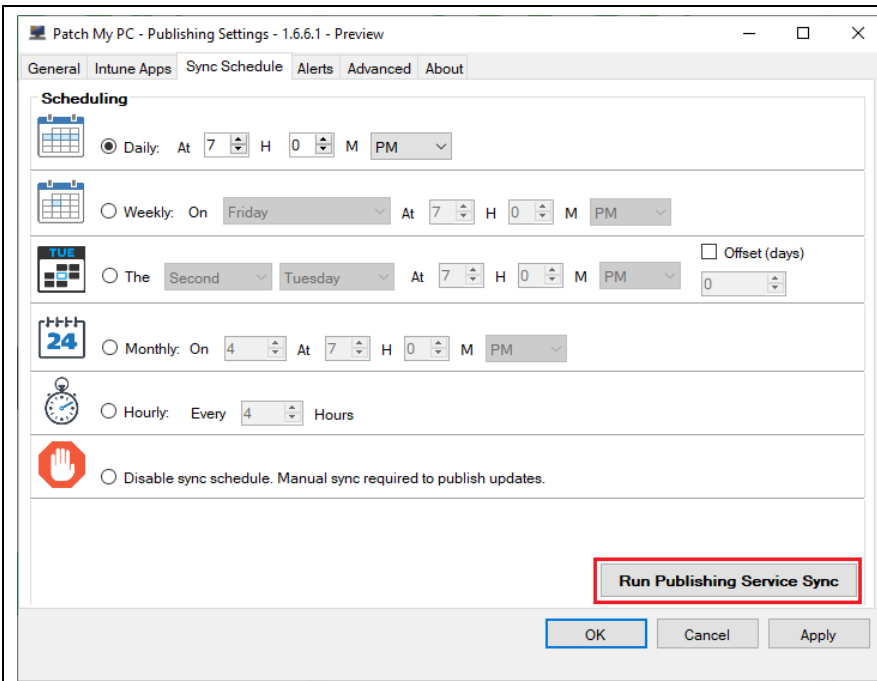 Patch My PC - Publishing Settings - 1.6.6.1 - Preview
General Intune Apps Sync Schedule Alerts Advanced About
Scheduling
Daily: At 7 H 0 M PM
Weekly: On Friday At 7 H 0 M PM
TUE
Offset (days)
The Second Tuesday At 7 H 0 M PM 0
24
Monthly: On 4 At 7 H 0 M PM
Hourly: Every 4 Hours
Disable sync schedule. Manual sync required to publish updates.
Run Publishing Service Sync
OK Cancel Apply